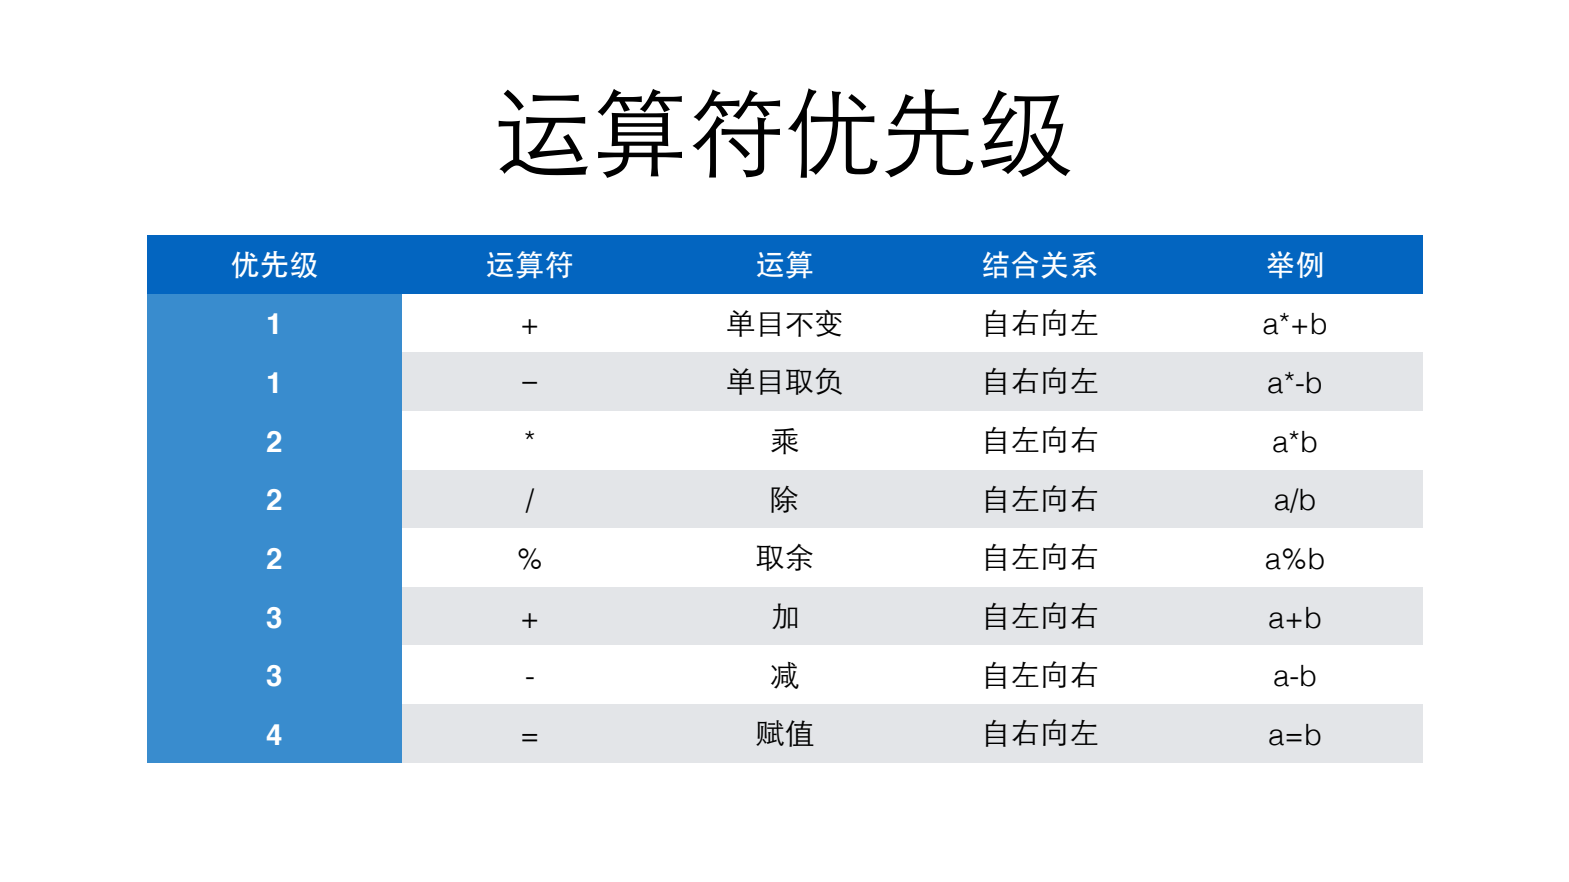 运算符优先级
优先级 运算符 运算 结合关系 举例
1 + 单目不变 自右向左 a*+b
1 − 单目取负 自右向左 a*-b
2 * 乘 自左向右 a*b
2 / 除 自左向右 a/b
2 % 取余 自左向右 a%b
3 + 加 自左向右 a+b
3 - 减 自左向右 a-b
4 = 赋值 自右向左 a=b